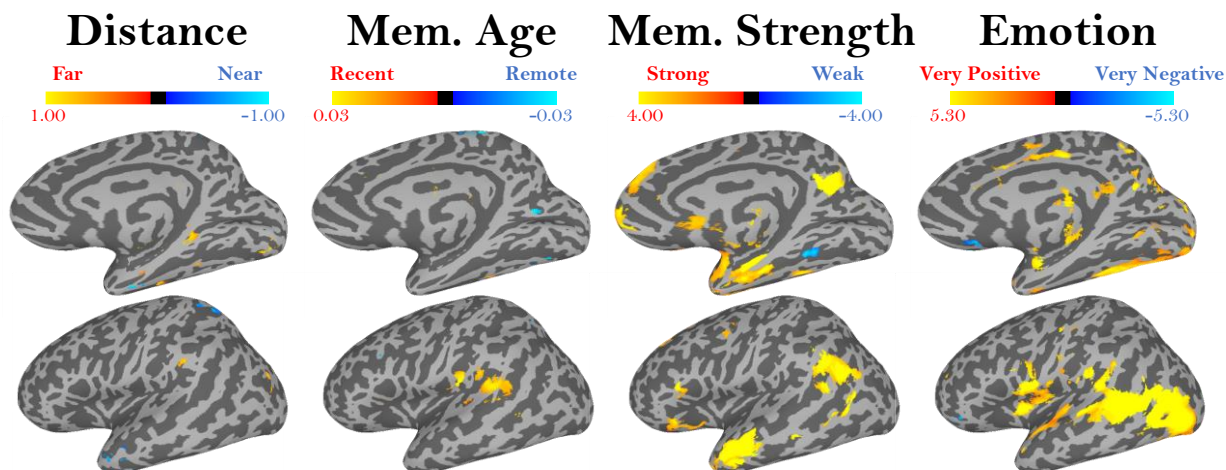 Distance Mem. Age Mem. Strength Emotion
Far Near Recent Remote Strong Weak Very Positive Very Negative
1.00 -1.00 0.03 -0.03 4.00 -4.00 5.30 -5.30